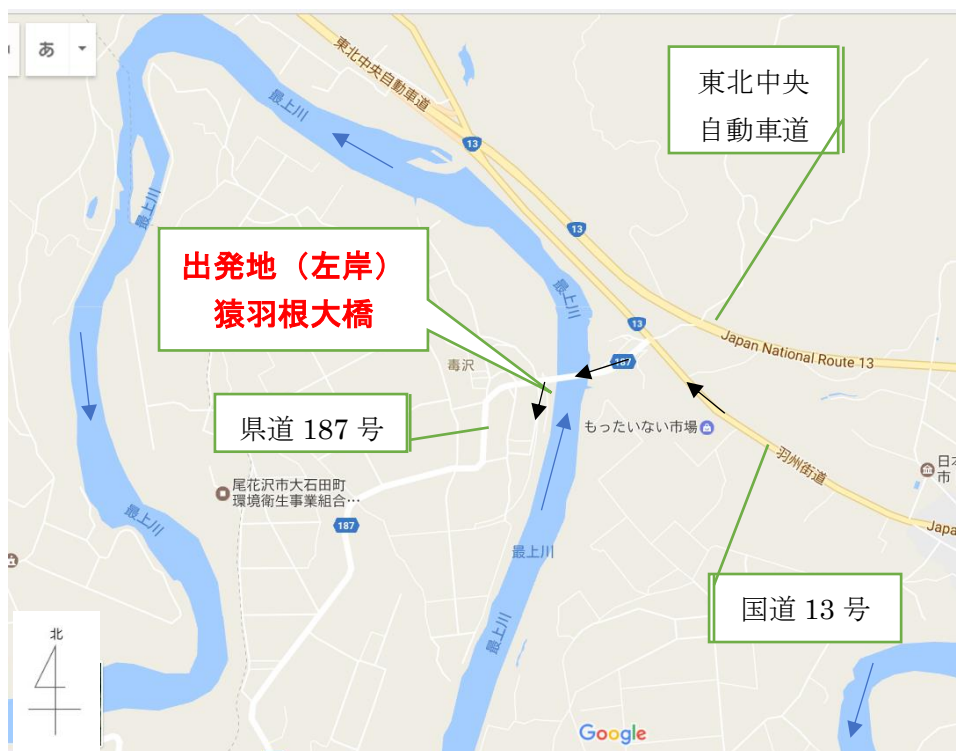 あ
東北中央自動車道
最上川
13
東北中央
自動車道
最上川
13
出発地（左岸）
猿羽根大橋
最上川
13
Japan National Route 13
毒沢
187
県道 187 号
もったいない市場
羽州街道
尾花沢市大石田町
環境衛生事業組合…
日本
市
Japa
最上川
187
最上川
国道 13 号
最上川
北
Google